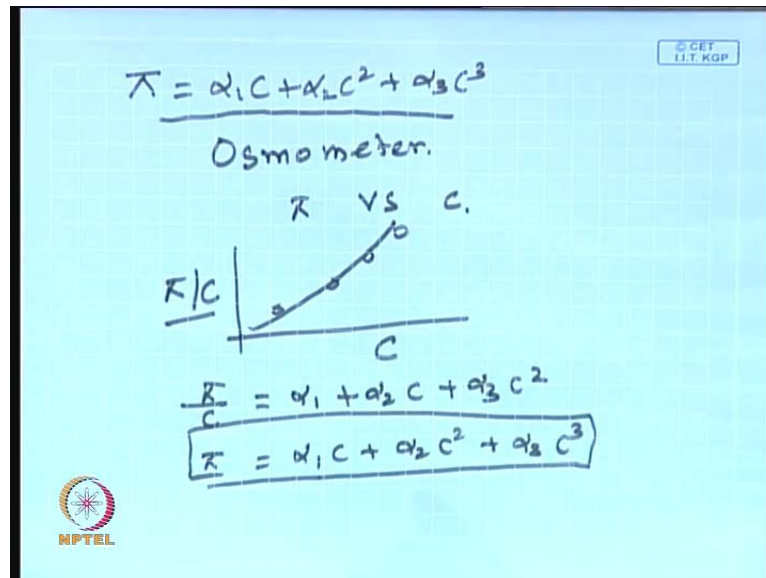 © CET
I.I.T. KGP
π = α₁C + α₂C² + α₃C³
Osmometer.
π VS C.
π/C
C
π/C = α₁ + α₂C + α₃C²
π = α₁C + α₂C² + α₃C³
NPTEL